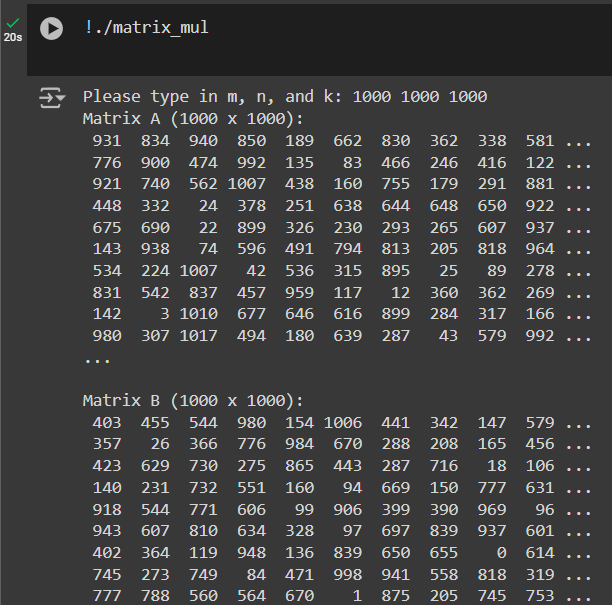 !./matrix_mul
20s
Please type in m, n, and k: 1000 1000 1000
Matrix A (1000 x 1000):
931 834 940 850 189 662 830 362 338 581 ...
776 900 474 992 135 83 466 246 416 122 ...
921 740 562 1007 438 160 755 179 291 881 ...
448 332 24 378 251 638 644 648 650 922 ...
675 690 22 899 326 230 293 265 607 937 ...
143 938 74 596 491 794 813 205 818 964 ...
534 224 1007 42 536 315 895 25 89 278 ...
831 542 837 457 959 117 12 360 362 269 ...
142 3 1010 677 646 616 899 284 317 166 ...
980 307 1017 494 180 639 287 43 579 992 ...
...
Matrix B (1000 x 1000):
403 455 544 980 154 1006 441 342 147 579 ...
357 26 366 776 984 670 288 208 165 456 ...
423 629 730 275 865 443 287 716 18 106 ...
140 231 732 551 160 94 669 150 777 631 ...
918 544 771 606 99 906 399 390 969 96 ...
943 607 810 634 328 97 697 839 937 601 ...
402 364 119 948 136 839 650 655 0 614 ...
745 273 749 84 471 998 941 558 818 319 ...
777 788 560 564 670 1 875 205 745 753 ...